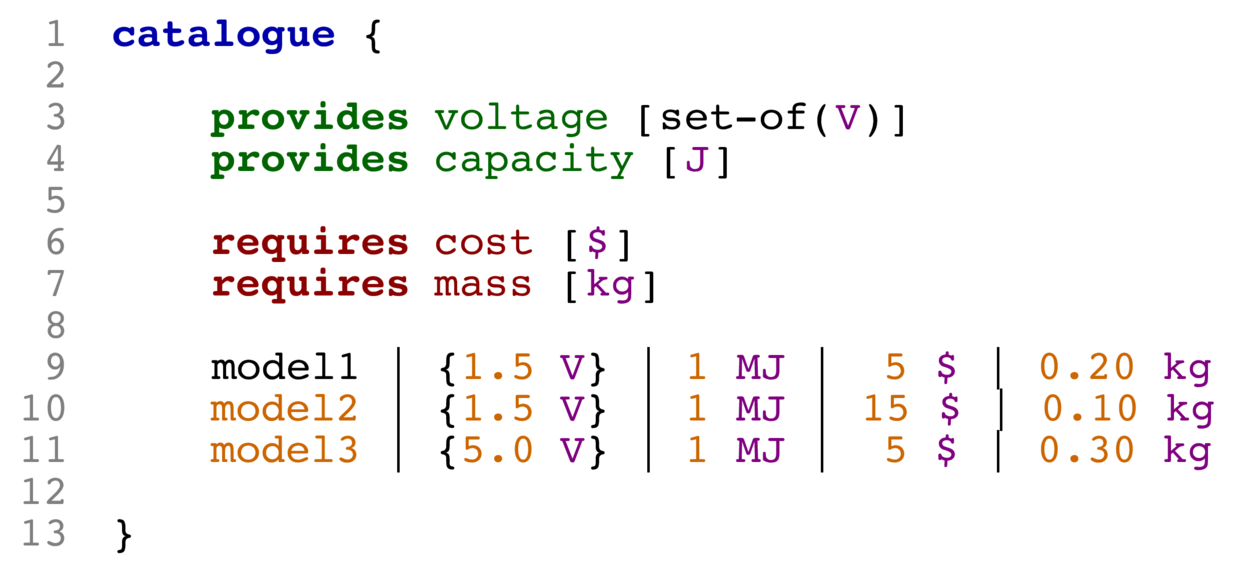 1 catalogue {
2
3 provides voltage [set-of(V)]
4 provides capacity [J]
5
6 requires cost [$]
7 requires mass [kg]
8
9 model1 | {1.5 V} | 1 MJ | 5 $ | 0.20 kg
10 model2 | {1.5 V} | 1 MJ | 15 $ | 0.10 kg
11 model3 | {5.0 V} | 1 MJ | 5 $ | 0.30 kg
12
13 }